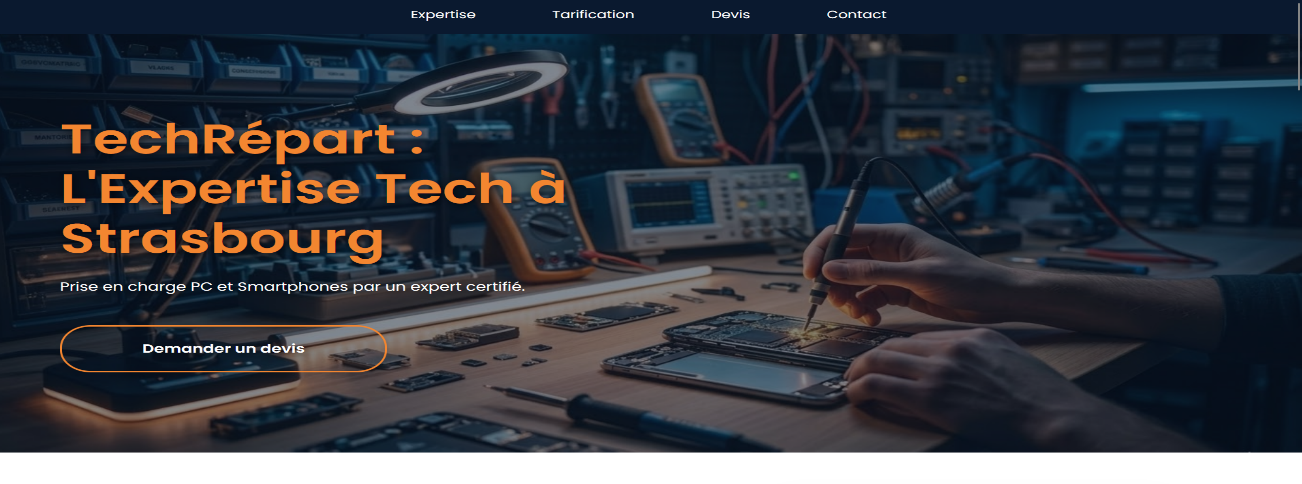 Expertise Tarification Devis Contact
TechRépart :
L'Expertise Tech à
Strasbourg
Prise en charge PC et Smartphones par un expert certifié.
Demander un devis